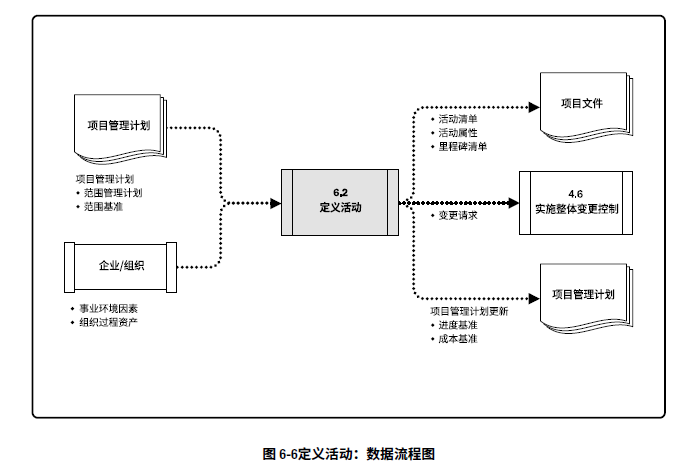 项目管理计划
项目管理计划
◆ 范围管理计划
◆ 范围基准
企业/组织
◆ 事业环境因素
◆ 组织过程资产
6.2
定义活动
◆ 活动清单
◆ 活动属性
◆ 里程碑清单
项目文件
◆ 变更请求
4.6
实施整体变更控制
项目管理计划更新
◆ 进度基准
◆ 成本基准
项目管理计划
图 6-6定义活动：数据流程图